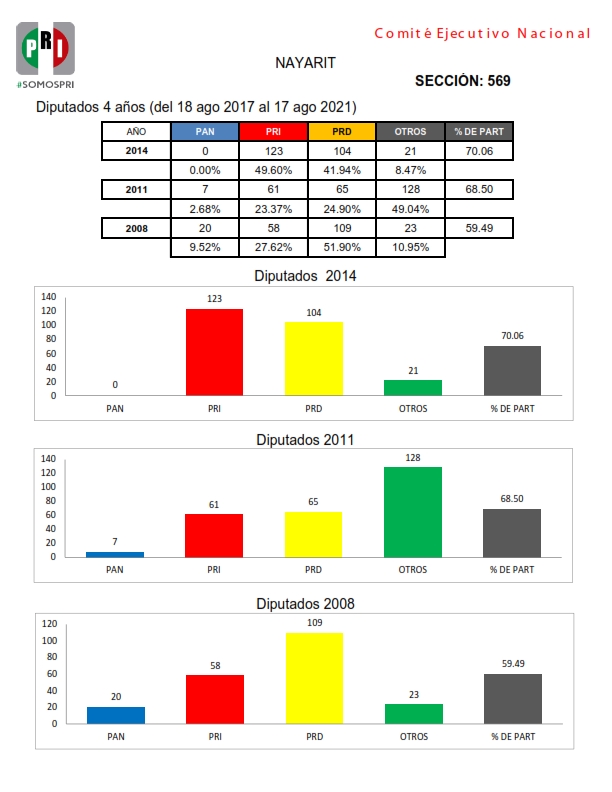 Comité Ejecutivo Nacional
PRI
#SOMOSPRI
NAYARIT
SECCIÓN: 569
Diputados 4 años (del 18 ago 2017 al 17 ago 2021)
AÑO PAN PRI PRD OTROS % DE PART
2014 0 123 104 21 70.06
0.00% 49.60% 41.94% 8.47%
2011 7 61 65 128 68.50
2.68% 23.37% 24.90% 49.04%
2008 20 58 109 23 59.49
9.52% 27.62% 51.90% 10.95%
Diputados 2014
140
120
100
80
60
40
20
0
0 123 104 21 70.06
PAN PRI PRD OTROS % DE PART
Diputados 2011
140
120
100
80
60
40
20
0
7 61 65 128 68.50
PAN PRI PRD OTROS % DE PART
Diputados 2008
120
100
80
60
40
20
0
20 58 109 23 59.49
PAN PRI PRD OTROS % DE PART